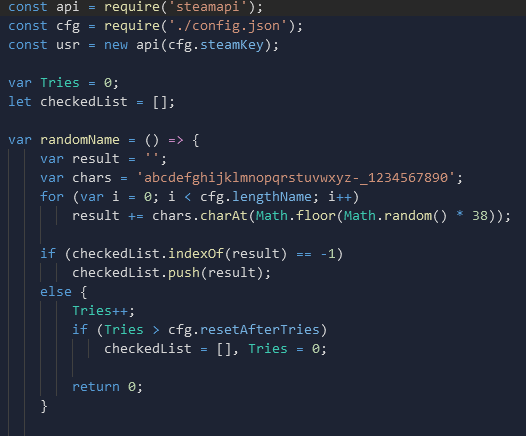 const api = require('steamapi');
const cfg = require('./config.json');
const usr = new api(cfg.steamKey);

var Tries = 0;
let checkedList = [];

var randomName = () => {
    var result = '';
    var chars = 'abcdefghijklmnopqrstuvwxyz-_1234567890';
    for (var i = 0; i < cfg.lengthName; i++)
        result += chars.charAt(Math.floor(Math.random() * 38));

    if (checkedList.indexOf(result) == -1)
        checkedList.push(result);
    else {
        Tries++;
        if (Tries > cfg.resetAfterTries)
            checkedList = [], Tries = 0;

        return 0;
    }